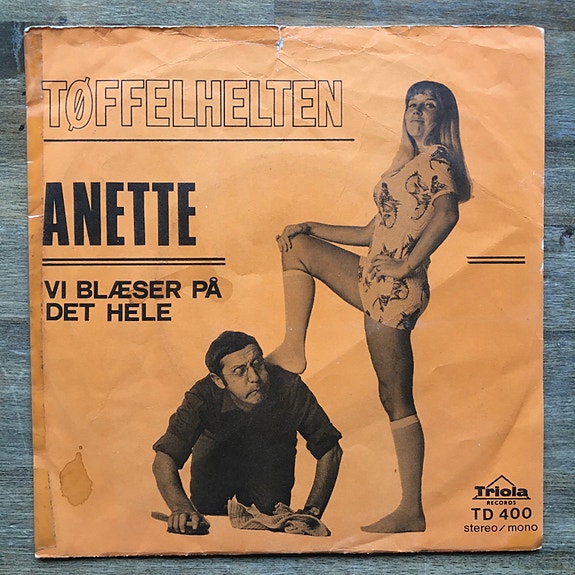 TØFFELHELTEN
ANETTE
VI BLÆSER PÅ
DET HELE
Triola
RECORDS
TD 400
stereo/mono